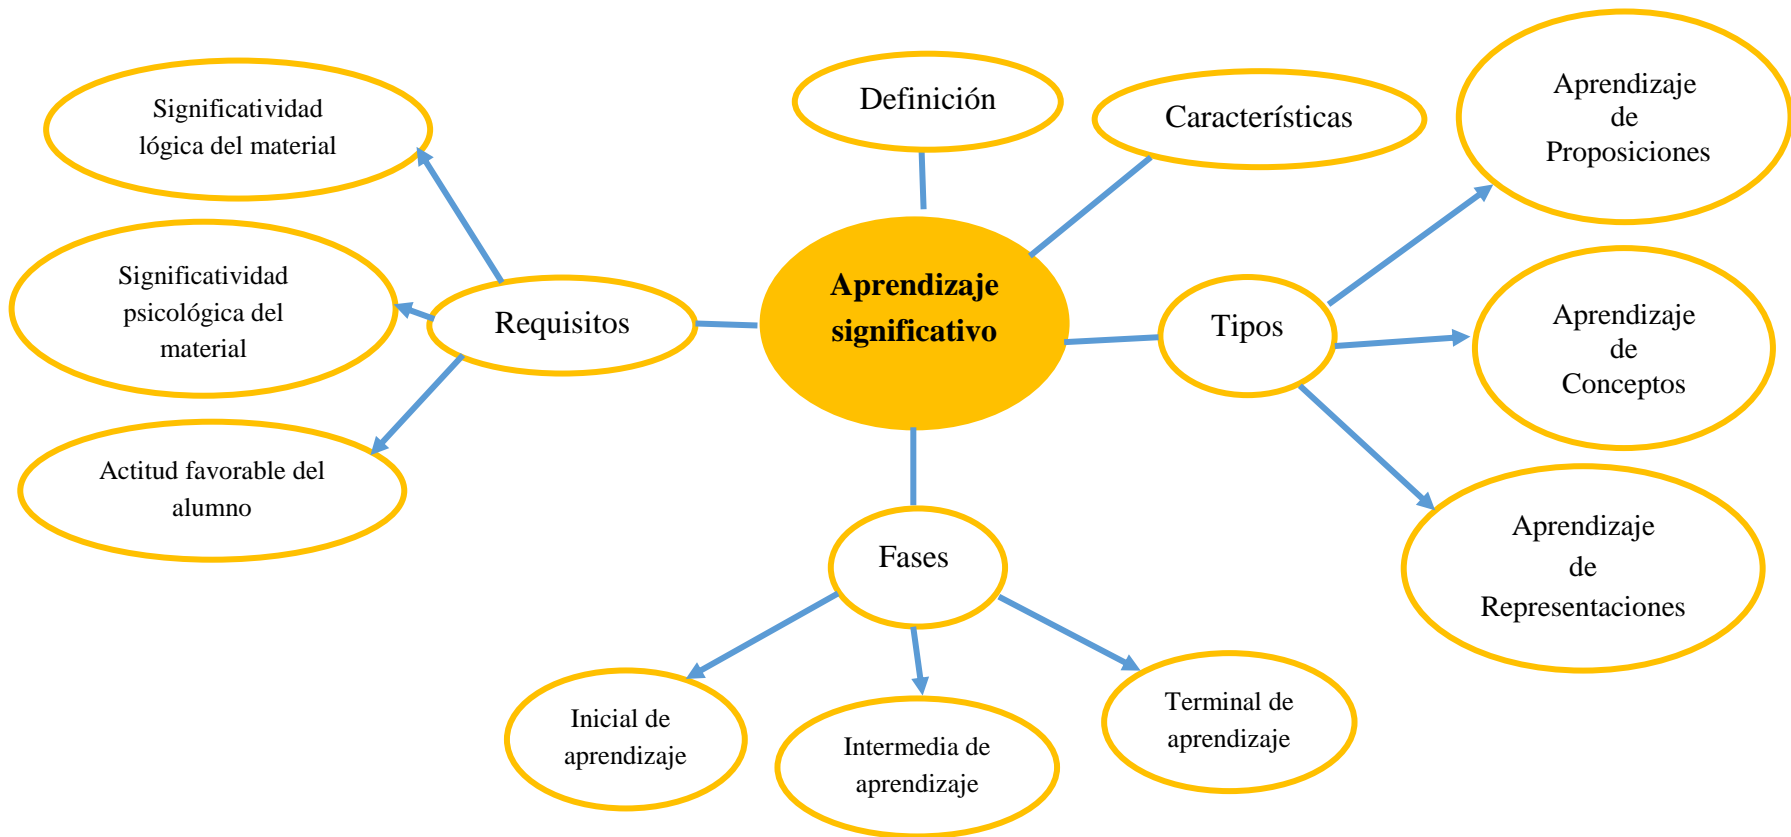 Definición
Característícas
Aprendizaje
significativo
Requisitos
Significatividad
lógica del material
Significatividad
psicológica del
material
Actitud favorable del
alumno
Tipos
Aprendizaje
de
Proposiciones
Aprendizaje
de
Conceptos
Aprendizaje
de
Representaciones
Fases
Inicial de
aprendizaje
Intermedia de
aprendizaje
Terminal de
aprendizaje